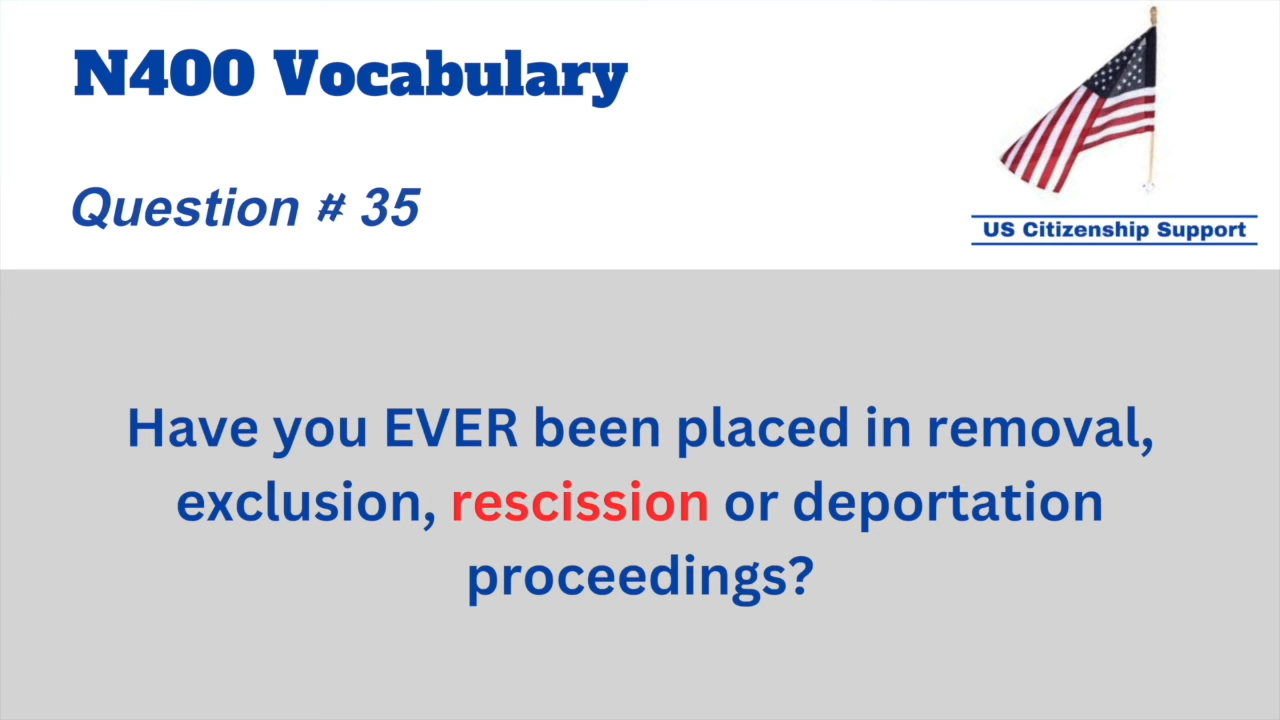 N400 Vocabulary
Question # 35
US Citizenship Support
Have you EVER been placed in removal,
exclusion, rescission or deportation
proceedings?